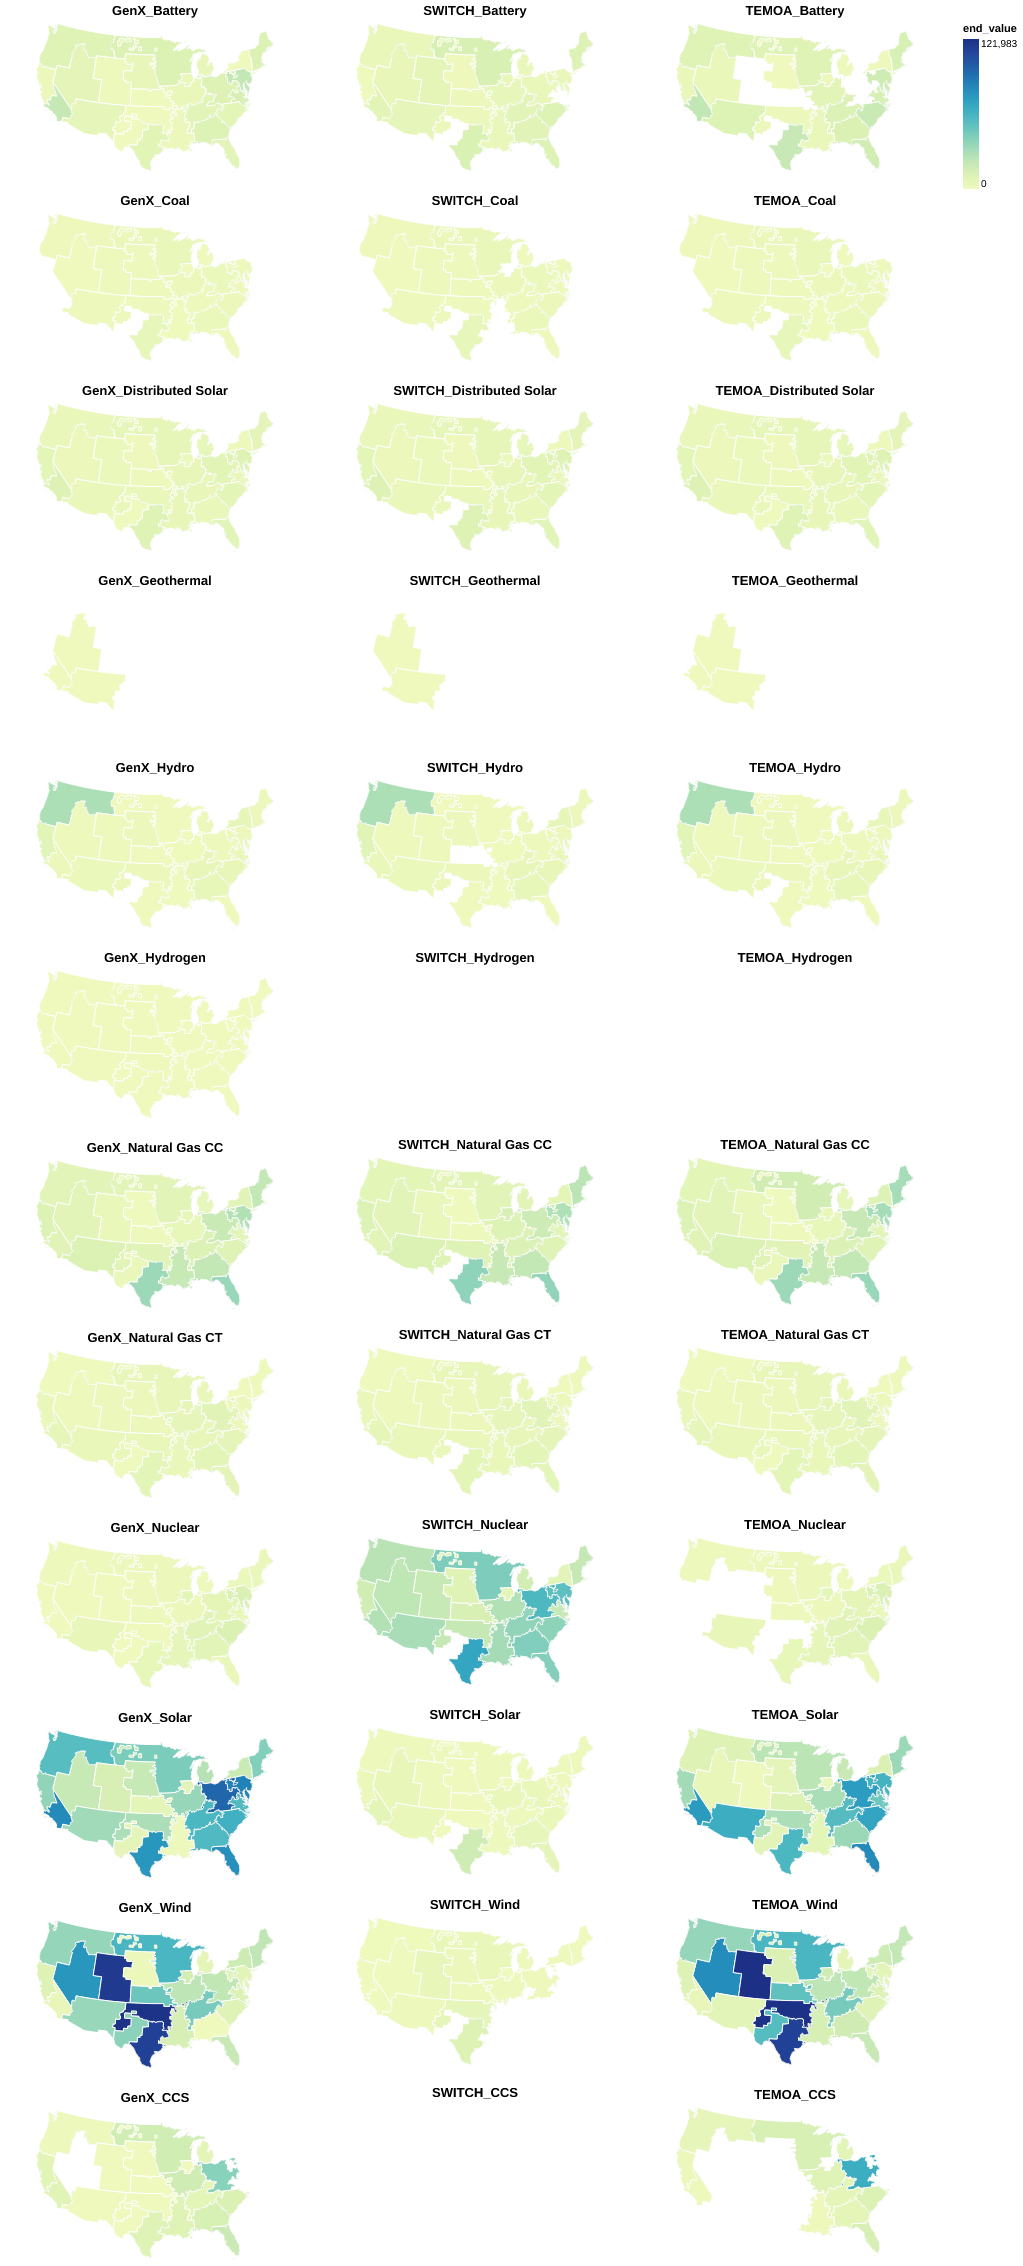 GenX_Battery
SWITCH_Battery
TEMOA_Battery
end_value
121,983
0
GenX_Coal
SWITCH_Coal
TEMOA_Coal
GenX_Distributed Solar
SWITCH_Distributed Solar
TEMOA_Distributed Solar
GenX_Geothermal
SWITCH_Geothermal
TEMOA_Geothermal
GenX_Hydro
SWITCH_Hydro
TEMOA_Hydro
GenX_Hydrogen
SWITCH_Hydrogen
TEMOA_Hydrogen
GenX_Natural Gas CC
SWITCH_Natural Gas CC
TEMOA_Natural Gas CC
GenX_Natural Gas CT
SWITCH_Natural Gas CT
TEMOA_Natural Gas CT
GenX_Nuclear
SWITCH_Nuclear
TEMOA_Nuclear
GenX_Solar
SWITCH_Solar
TEMOA_Solar
GenX_Wind
SWITCH_Wind
TEMOA_Wind
GenX_CCS
SWITCH_CCS
TEMOA_CCS